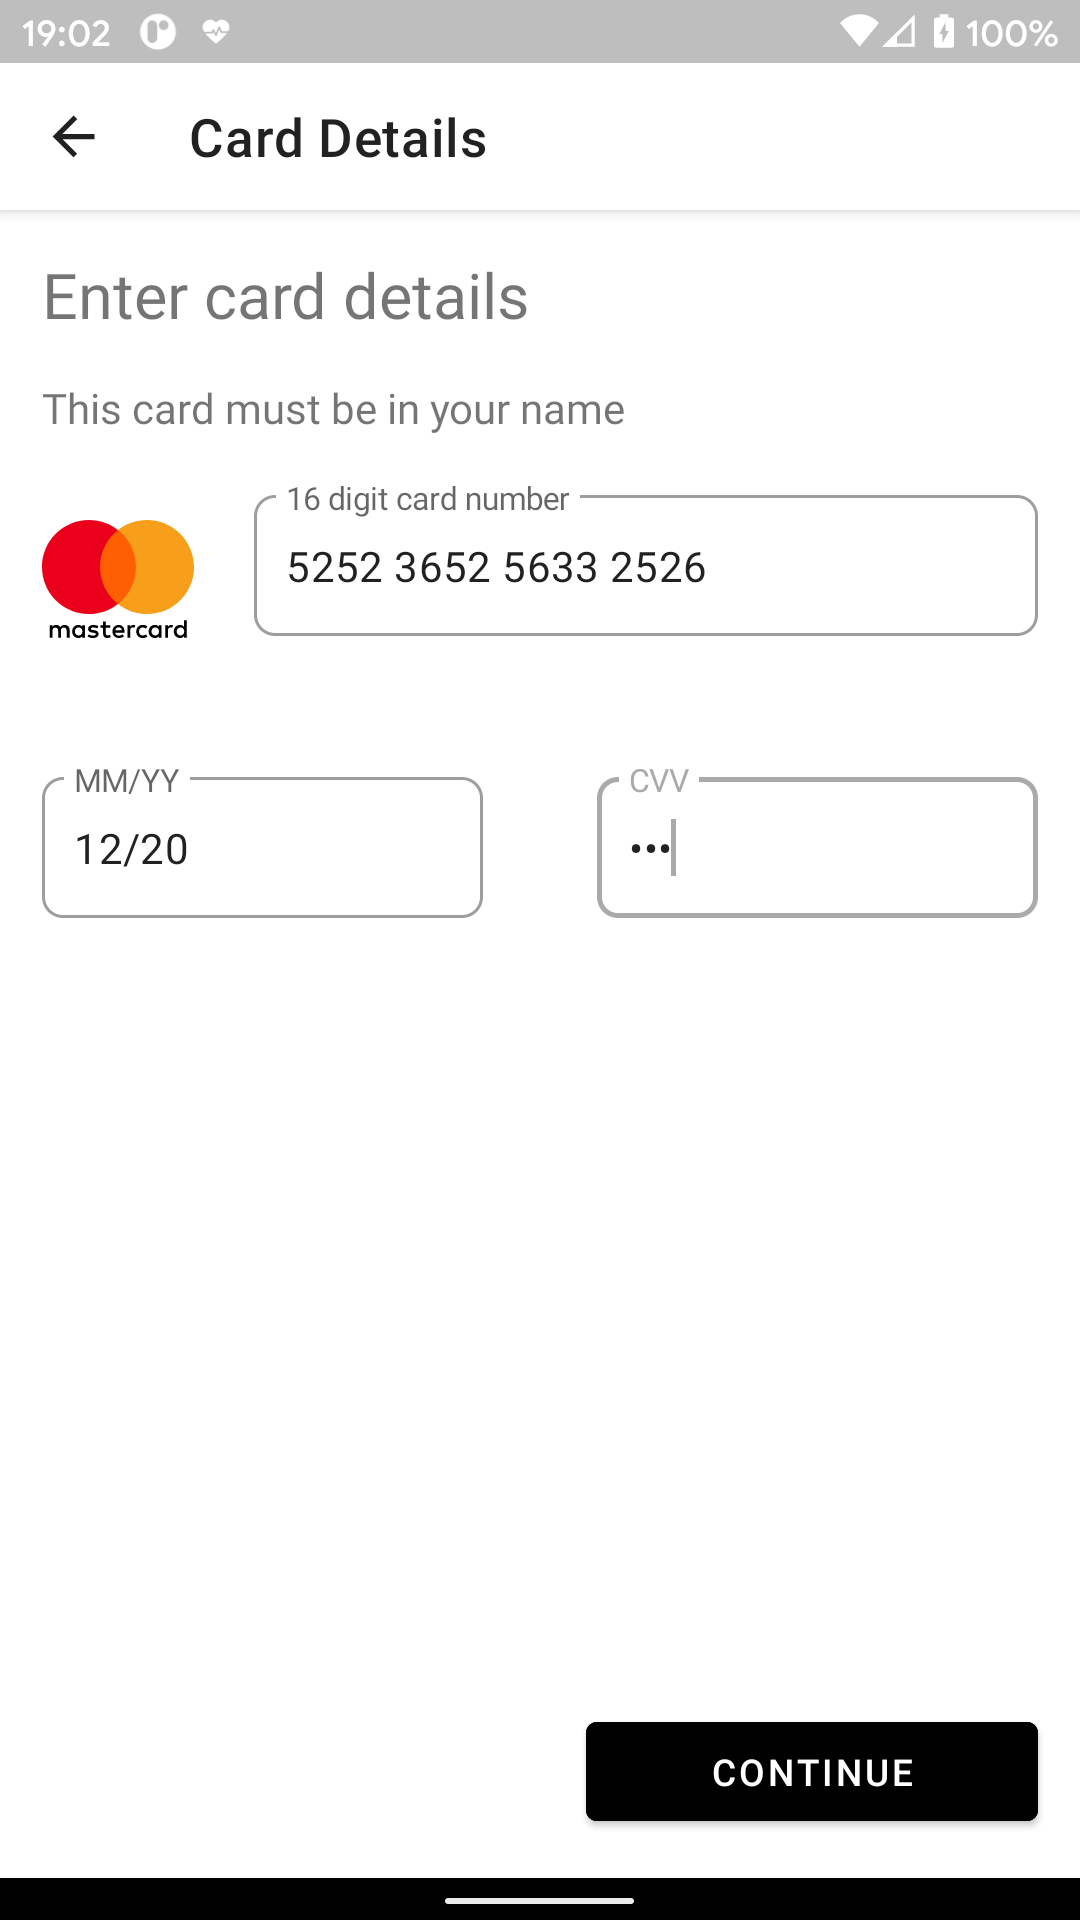 19:02
100%
Card Details
Enter card details
This card must be in your name
16 digit card number
5252 3652 5633 2526
mastercard
MM/YY
12/20
CVV
•••
CONTINUE